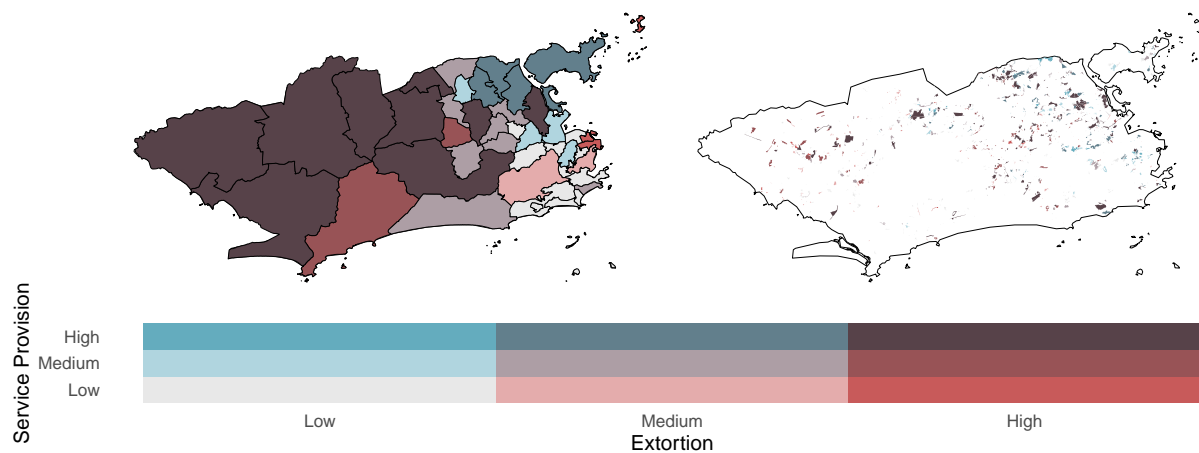 Service Provision
High
Medium
Low
Low Medium High
Extortion